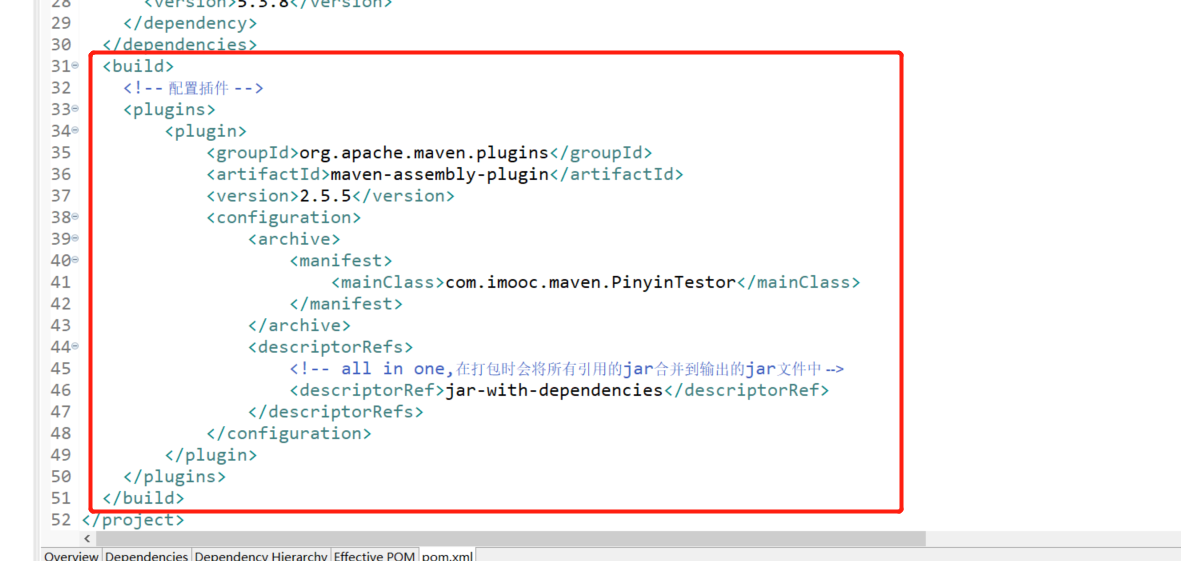 28 <version>5.3.8</version>
29 </dependency>
30 </dependencies>
31 <build>
32 <!-- 配置插件 -->
33 <plugins>
34 <plugin>
35 <groupId>org.apache.maven.plugins</groupId>
36 <artifactId>maven-assembly-plugin</artifactId>
37 <version>2.5.5</version>
38 <configuration>
39 <archive>
40 <manifest>
41 <mainClass>com.imooc.maven.PinyinTestor</mainClass>
42 </manifest>
43 </archive>
44 <descriptorRefs>
45 <!-- all in one,在打包时会将所有引用的jar合并到输出的jar文件中 -->
46 <descriptorRef>jar-with-dependencies</descriptorRef>
47 </descriptorRefs>
48 </configuration>
49 </plugin>
50 </plugins>
51 </build>
52 </project>
Overview Dependencies Dependency Hierarchy Effective POM pom.xml